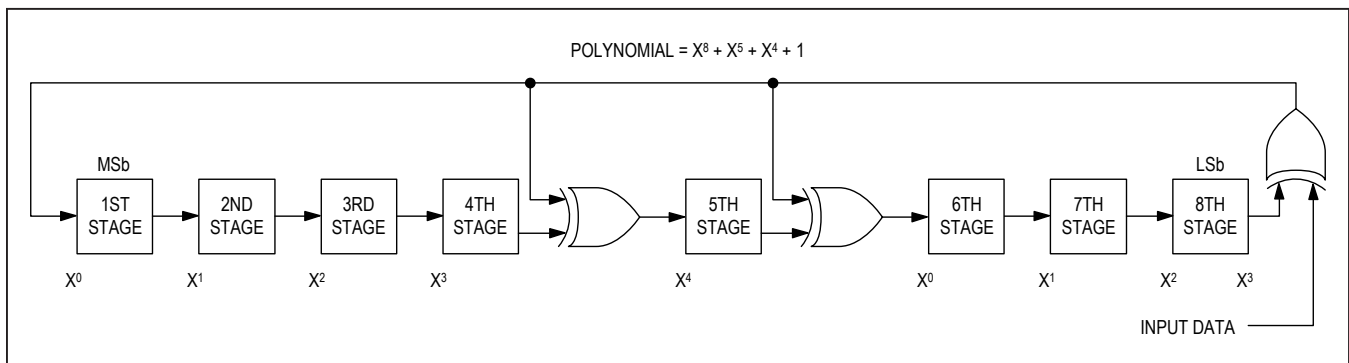 POLYNOMIAL = X⁸ + X⁵ + X⁴ + 1
MSb
LSb
1ST
STAGE
2ND
STAGE
3RD
STAGE
4TH
STAGE
5TH
STAGE
6TH
STAGE
7TH
STAGE
8TH
STAGE
X⁰
X¹
X²
X³
X⁴
X⁰
X¹
X²
X³
INPUT DATA